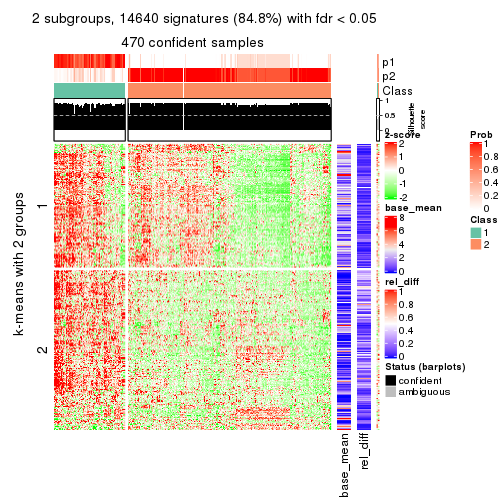 2 subgroups, 14640 signatures (84.8%) with fdr < 0.05
470 confident samples
p1
p2
Class
1
0.5
0
Silhouette
score
k-means with 2 groups
1
2
base_mean
rel_diff
z-score
2
1
0
-1
-2
base_mean
8
6
4
2
0
rel_diff
1
0.8
0.6
0.4
0.2
0
Status (barplots)
confident
ambiguous
Prob
1
0.8
0.6
0.4
0.2
0
Class
1
2